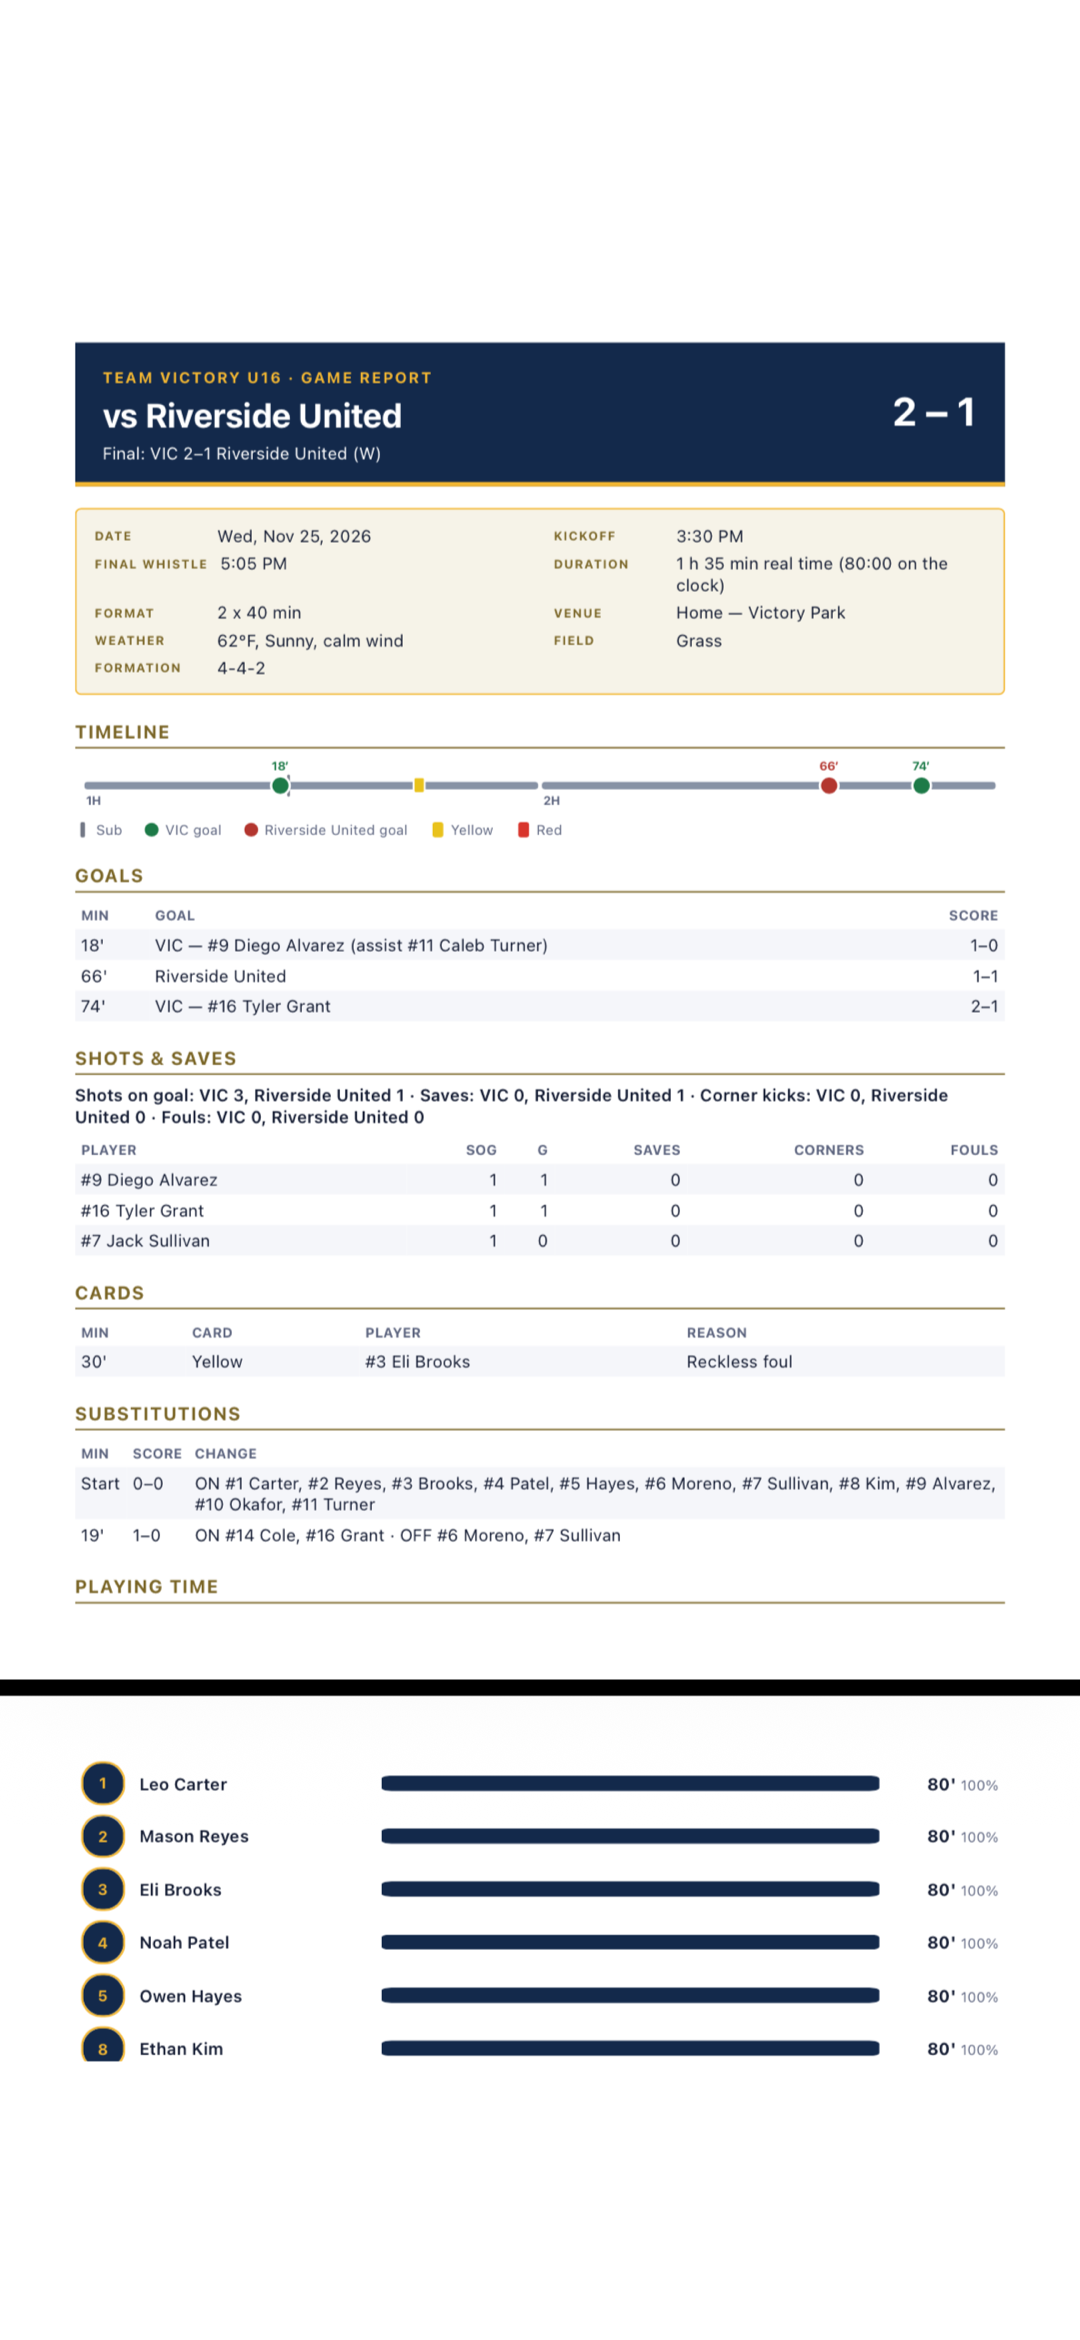 TEAM VICTORY U16 · GAME REPORT
vs Riverside United
2 – 1
Final: VIC 2–1 Riverside United (W)
DATE Wed, Nov 25, 2026 KICKOFF 3:30 PM
FINAL WHISTLE 5:05 PM DURATION 1 h 35 min real time (80:00 on the
clock)
FORMAT 2 x 40 min VENUE Home — Victory Park
WEATHER 62°F, Sunny, calm wind FIELD Grass
FORMATION 4-4-2
TIMELINE
18' 66' 74'
1H 2H
Sub VIC goal Riverside United goal Yellow Red
GOALS
MIN GOAL SCORE
18' VIC — #9 Diego Alvarez (assist #11 Caleb Turner) 1–0
66' Riverside United 1–1
74' VIC — #16 Tyler Grant 2–1
SHOTS & SAVES
Shots on goal: VIC 3, Riverside United 1 · Saves: VIC 0, Riverside United 1 · Corner kicks: VIC 0, Riverside
United 0 · Fouls: VIC 0, Riverside United 0
PLAYER SOG G SAVES CORNERS FOULS
#9 Diego Alvarez 1 1 0 0 0
#16 Tyler Grant 1 1 0 0 0
#7 Jack Sullivan 1 0 0 0 0
CARDS
MIN CARD PLAYER REASON
30' Yellow #3 Eli Brooks Reckless foul
SUBSTITUTIONS
MIN SCORE CHANGE
Start 0–0 ON #1 Carter, #2 Reyes, #3 Brooks, #4 Patel, #5 Hayes, #6 Moreno, #7 Sullivan, #8 Kim, #9 Alvarez,
#10 Okafor, #11 Turner
19' 1–0 ON #14 Cole, #16 Grant · OFF #6 Moreno, #7 Sullivan
PLAYING TIME
1 Leo Carter 80' 100%
2 Mason Reyes 80' 100%
3 Eli Brooks 80' 100%
4 Noah Patel 80' 100%
5 Owen Hayes 80' 100%
8 Ethan Kim 80' 100%